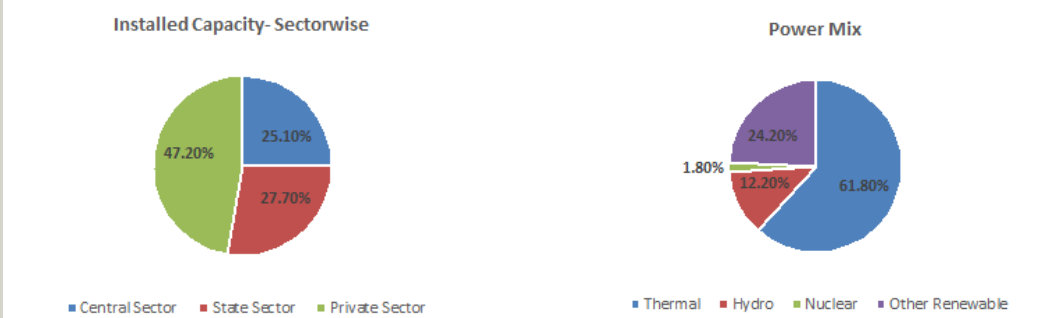 Installed Capacity- Sectorwise
25.10%
47.20%
27.70%
Central Sector State Sector Private Sector
Power Mix
24.20%
1.80%
12.20%
61.80%
Thermal Hydro Nuclear Other Renewable